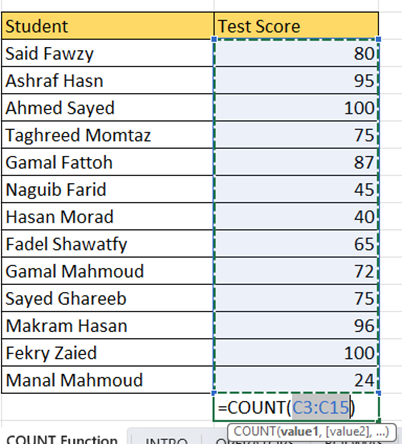 Student Test Score
Said Fawzy 80
Ashraf Hasn 95
Ahmed Sayed 100
Taghreed Momtaz 75
Gamal Fattoh 87
Naguib Farid 45
Hasan Morad 40
Fadel Shawatfy 65
Gamal Mahmoud 72
Sayed Ghareeb 75
Makram Hasan 96
Fekry Zaied 100
Manal Mahmoud 24
=COUNT(C3:C15)
COUNT(value1, [value2], ...)
COUNT Function INTRO